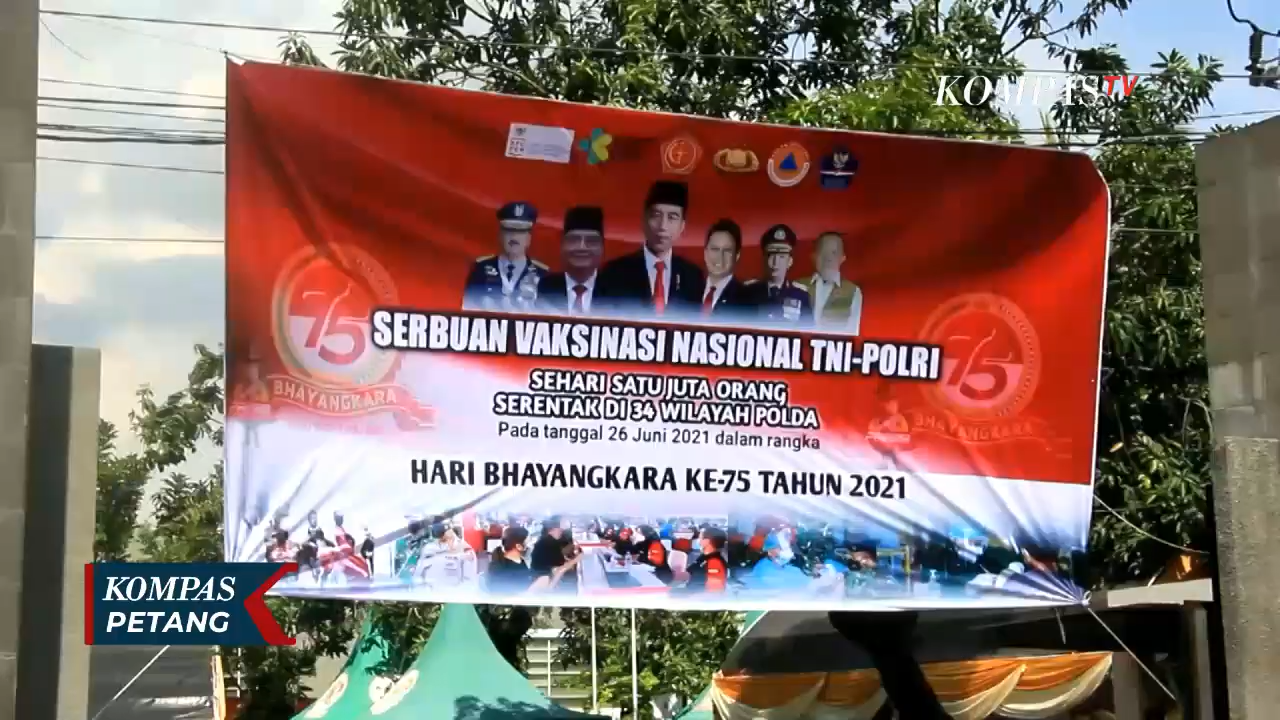 KOMPASTV
75
BHAYANGKARA
75
BHAYANGKARA
SERBUAN VAKSINASI NASIONAL TNI-POLRI
SEHARI SATU JUTA ORANG
SERENTAK DI 34 WILAYAH POLDA
Pada tanggal 26 Juni 2021 dalam rangka
HARI BHAYANGKARA KE-75 TAHUN 2021
KOMPAS
PETANG